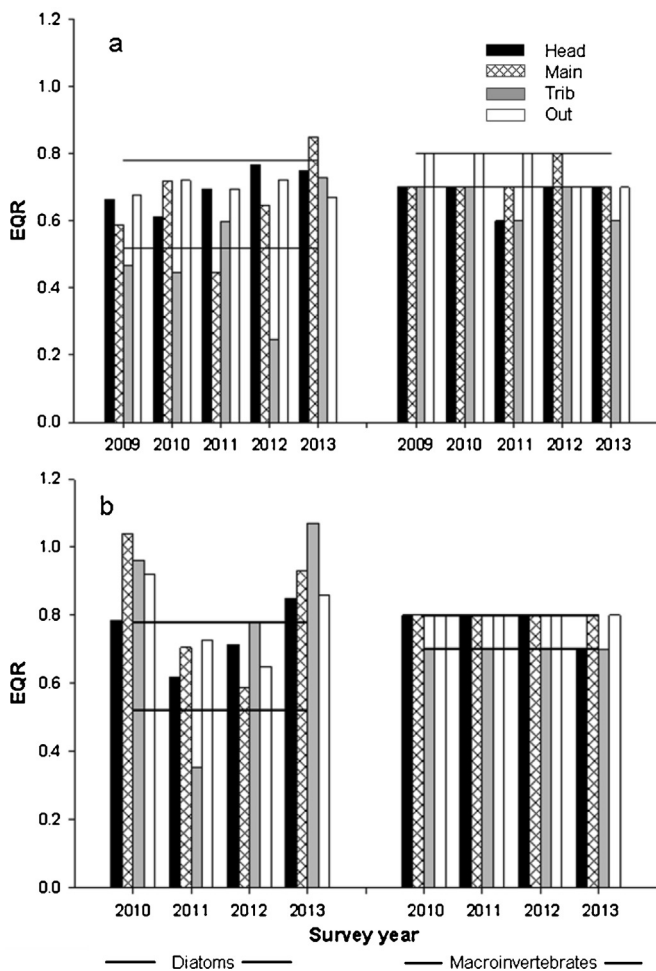 a
1.2
1.0
0.8
0.6
0.4
0.2
0.0
EQR
Head
Main
Trib
Out
2009 2010 2011 2012 2013 2009 2010 2011 2012 2013
b
1.2
1.0
0.8
0.6
0.4
0.2
0.0
EQR
2010 2011 2012 2013 2010 2011 2012 2013
Survey year
Diatoms Macroinvertebrates